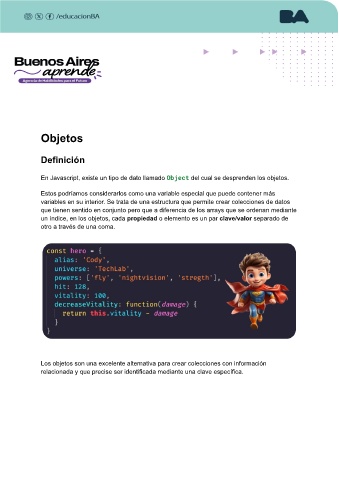 /educacionBA
BA
Buenos Aires
aprende
Agencia de Habilidades para el Futuro
Objetos
Definición
En Javascript, existe un tipo de dato llamado Object del cual se desprenden los objetos.
Estos podríamos considerarlos como una variable especial que puede contener más
variables en su interior. Se trata de una estructura que permite crear colecciones de datos
que tienen sentido en conjunto pero que a diferencia de los arrays que se ordenan mediante
un índice, en los objetos, cada propiedad o elemento es un par clave/valor separado de
otro a través de una coma.
const hero = {
alias: 'Cody',
universe: 'TechLab',
powers: ['fly', 'nightvision', 'stregth'],
hit: 128,
vitality: 100,
decreaseVitality: function(damage) {
return this.vitality - damage
}
}
Los objetos son una excelente alternativa para crear colecciones con información
relacionada y que precise ser identificada mediante una clave específica.